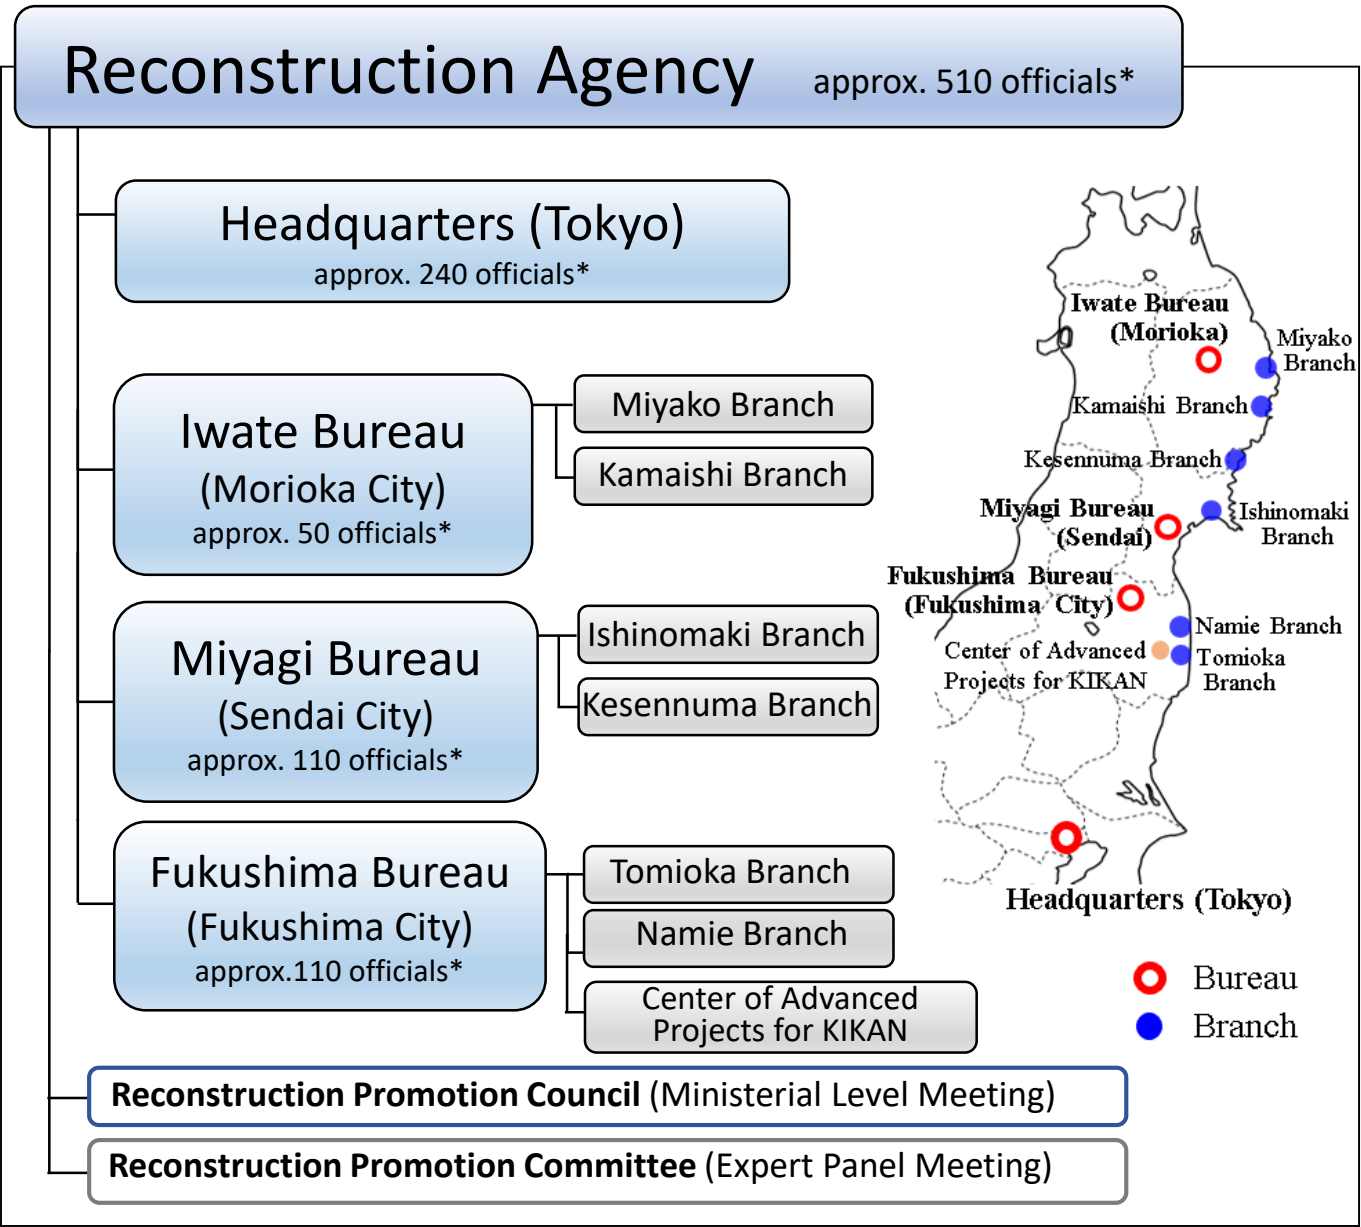 Reconstruction Agency approx. 510 officials*
Headquarters (Tokyo)
approx. 240 officials*
Iwate Bureau
(Morioka City)
approx. 50 officials*
Miyako Branch
Kamaishi Branch
Miyagi Bureau
(Sendai City)
approx. 110 officials*
Ishinomaki Branch
Kesennuma Branch
Fukushima Bureau
(Fukushima City)
approx.110 officials*
Tomioka Branch
Namie Branch
Center of Advanced
Projects for KIKAN
Reconstruction Promotion Council (Ministerial Level Meeting)
Reconstruction Promotion Committee (Expert Panel Meeting)
Iwate Bureau
(Morioka)
Miyako
Branch
Kamaishi Branch
Kesennuma Branch
Miyagi Bureau
(Sendai)
Ishinomaki
Branch
Fukushima Bureau
(Fukushima City)
Namie Branch
Center of Advanced
Projects for KIKAN
Tomioka
Branch
Headquarters (Tokyo)
Bureau
Branch